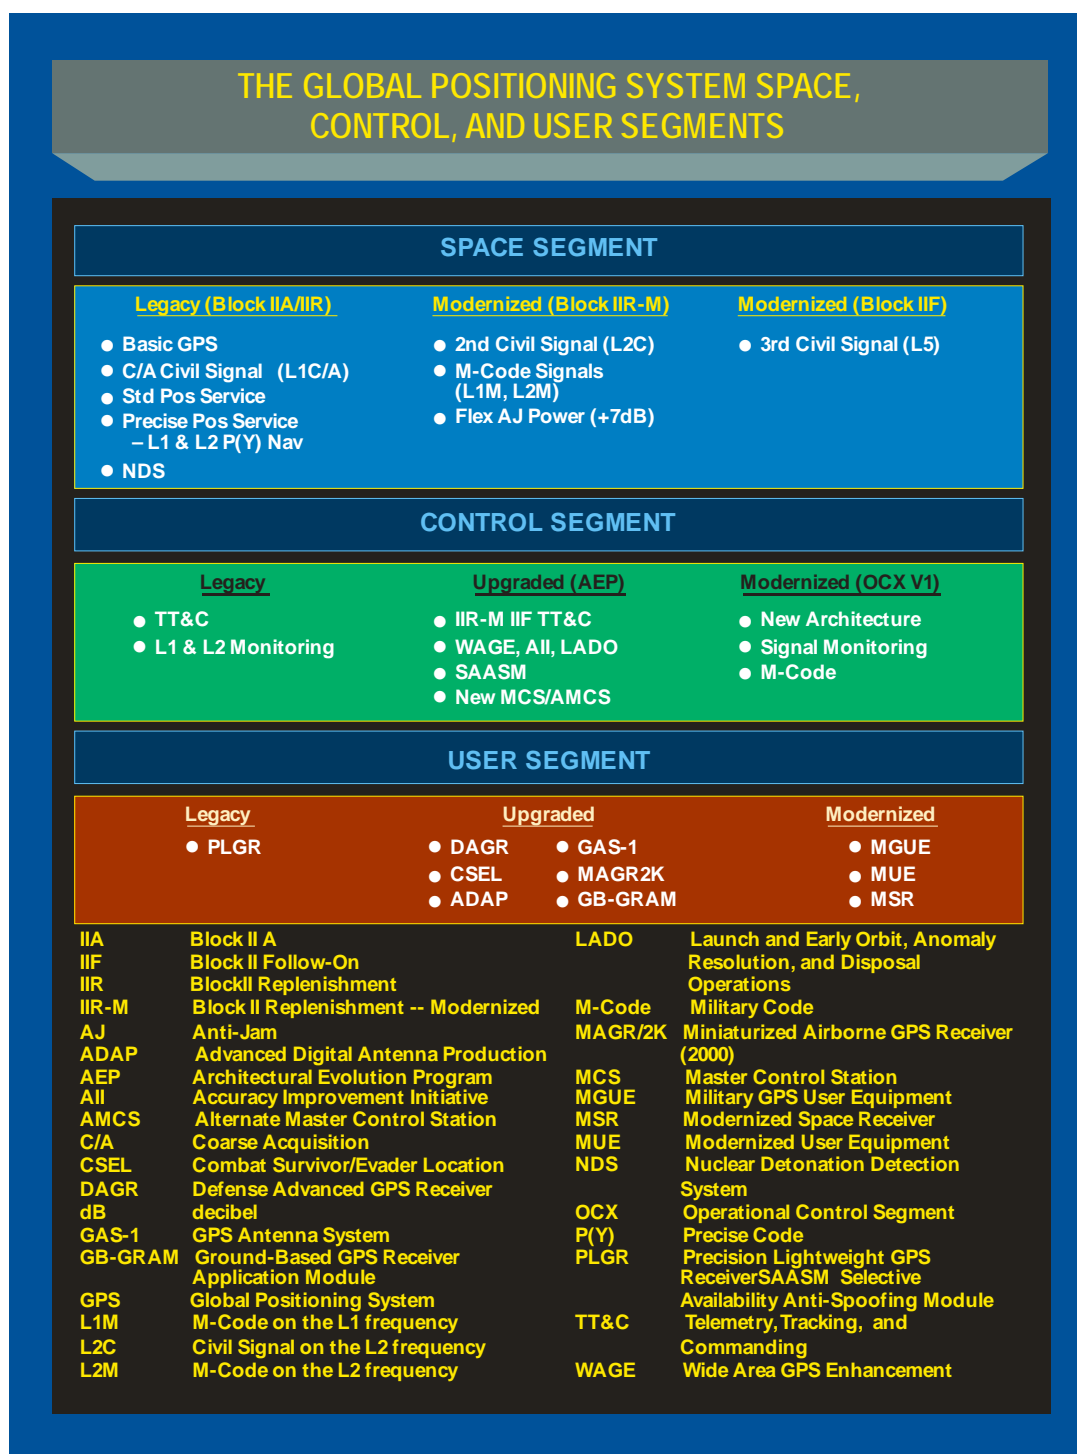 THE GLOBAL POSITIONING SYSTEM SPACE,
CONTROL, AND USER SEGMENTS
SPACE SEGMENT
Legacy (Block IIA/IIR)
● Basic GPS
● C/A Civil Signal (L1C/A)
● Std Pos Service
● Precise Pos Service
– L1 & L2 P(Y) Nav
● NDS
Modernized (Block IIR-M)
● 2nd Civil Signal (L2C)
● M-Code Signals
(L1M, L2M)
● Flex AJ Power (+7dB)
Modernized (Block IIF)
● 3rd Civil Signal (L5)
CONTROL SEGMENT
Legacy
● TT&C
● L1 & L2 Monitoring
Upgraded (AEP)
● IIR-M IIF TT&C
● WAGE, AII, LADO
● SAASM
● New MCS/AMCS
Modernized (OCX V1)
● New Architecture
● Signal Monitoring
● M-Code
USER SEGMENT
Legacy
● PLGR
Upgraded
● DAGR ● GAS-1
● CSEL ● MAGR2K
● ADAP ● GB-GRAM
Modernized
● MGUE
● MUE
● MSR
IIA Block II A
IIF Block II Follow-On
IIR BlockII Replenishment
IIR-M Block II Replenishment -- Modernized
AJ Anti-Jam
ADAP Advanced Digital Antenna Production
AEP Architectural Evolution Program
AII Accuracy Improvement Initiative
AMCS Alternate Master Control Station
C/A Coarse Acquisition
CSEL Combat Survivor/Evader Location
DAGR Defense Advanced GPS Receiver
dB decibel
GAS-1 GPS Antenna System
GB-GRAM Ground-Based GPS Receiver
Application Module
GPS Global Positioning System
L1M M-Code on the L1 frequency
L2C Civil Signal on the L2 frequency
L2M M-Code on the L2 frequency
LADO Launch and Early Orbit, Anomaly
Resolution, and Disposal
Operations
M-Code Military Code
MAGR/2K Miniaturized Airborne GPS Receiver
(2000)
MCS Master Control Station
MGUE Military GPS User Equipment
MSR Modernized Space Receiver
MUE Modernized User Equipment
NDS Nuclear Detonation Detection
System
OCX Operational Control Segment
P(Y) Precise Code
PLGR Precision Lightweight GPS
ReceiverSAASM Selective
Availability Anti-Spoofing Module
TT&C Telemetry, Tracking, and
Commanding
WAGE Wide Area GPS Enhancement